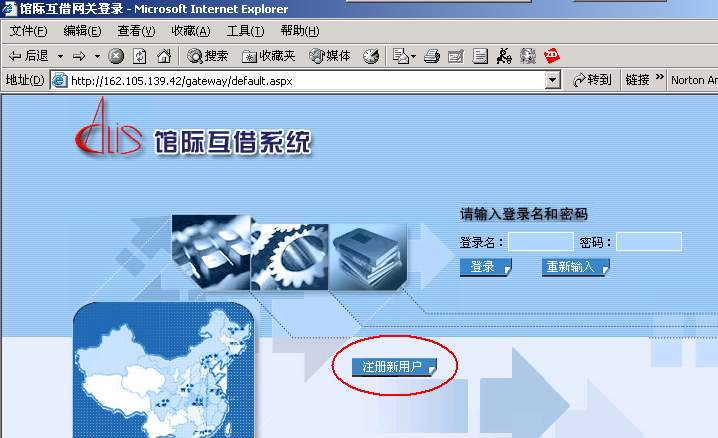 馆际互借网关登录 - Microsoft Internet Explorer
文件(F) 编辑(E) 查看(V) 收藏(A) 工具(T) 帮助(H)
后退 搜索 收藏夹 媒体
地址(D) http://162.105.139.42/gateway/default.aspx 转到 链接 » Norton An
馆际互借系统
请输入登录名和密码
登录名： 密码：
登录 重新输入
注册新用户